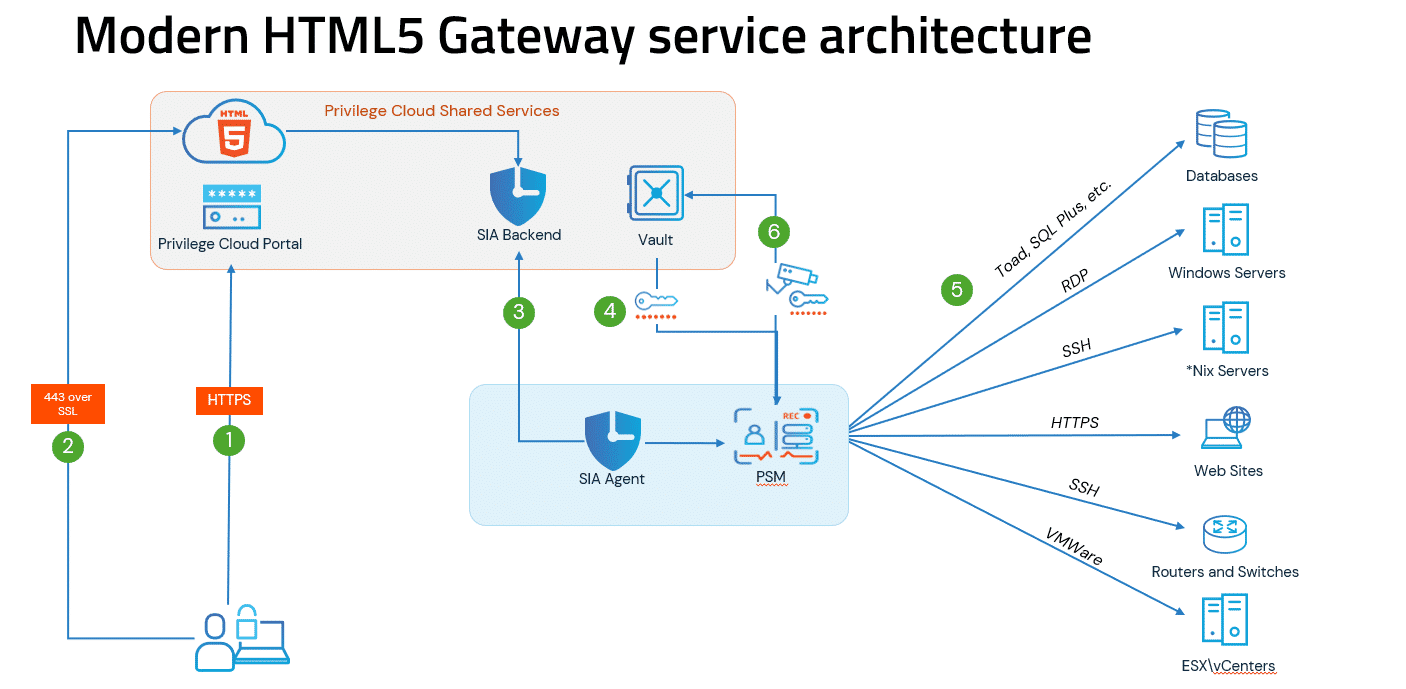 Modern HTML5 Gateway service architecture
Privilege Cloud Shared Services
HTML
5
*****
Privilege Cloud Portal
SIA Backend
Vault
6
3
4
443 over
SSL
2
HTTPS
1
SIA Agent
REC
PSM
5
Toad, SQL Plus, etc.
RDP
SSH
HTTPS
SSH
VMWare
Databases
Windows Servers
*Nix Servers
Web Sites
Routers and Switches
ESX\vCenters